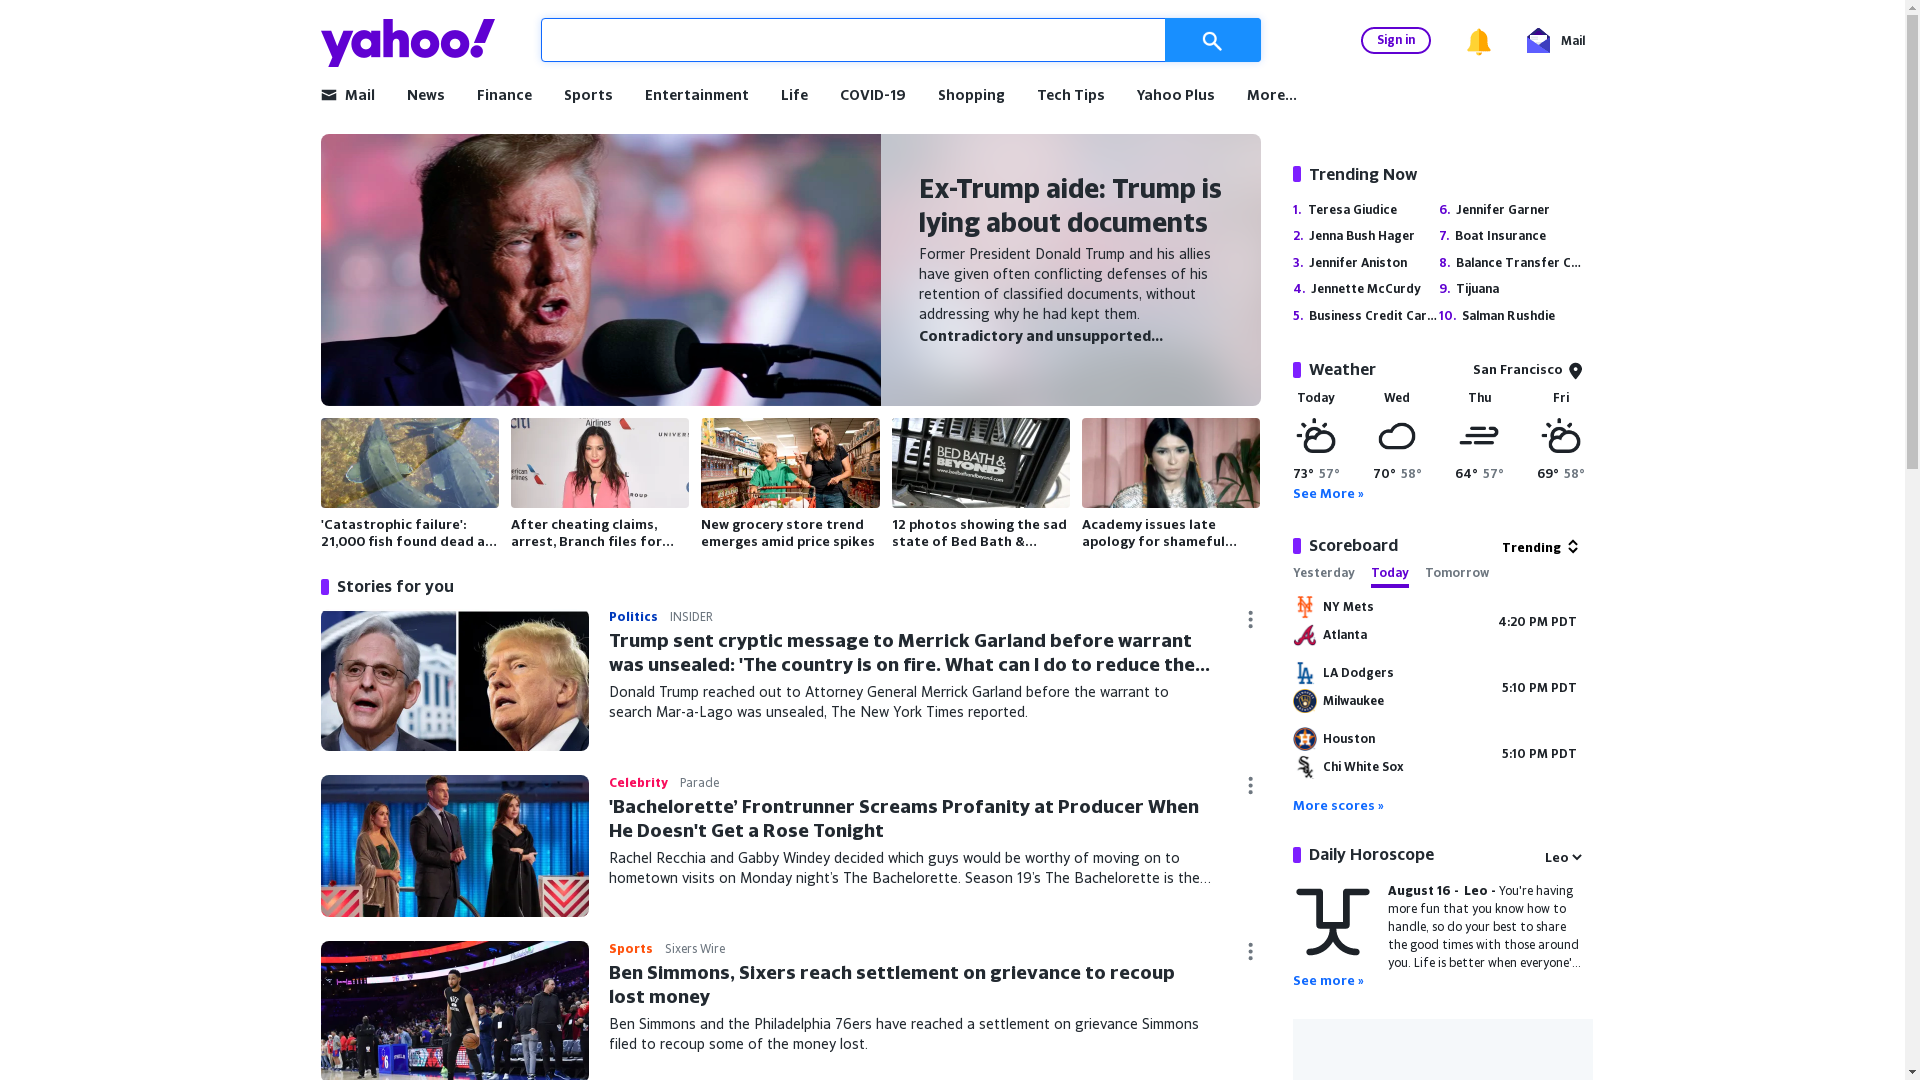 yahoo!
Sign in
Mail
Mail
News
Finance
Sports
Entertainment
Life
COVID-19
Shopping
Tech Tips
Yahoo Plus
More...
Ex-Trump aide: Trump is
lying about documents
Former President Donald Trump and his allies
have given often conflicting defenses of his
retention of classified documents, without
addressing why he had kept them.
Contradictory and unsupported...
BED BATH &
BEYOND
'Catastrophic failure':
21,000 fish found dead a...
After cheating claims,
arrest, Branch files for...
New grocery store trend
emerges amid price spikes
12 photos showing the sad
state of Bed Bath &...
Academy issues late
apology for shameful...
Stories for you
Politics INSIDER
Trump sent cryptic message to Merrick Garland before warrant
was unsealed: 'The country is on fire. What can I do to reduce the...
Donald Trump reached out to Attorney General Merrick Garland before the warrant to
search Mar-a-Lago was unsealed, The New York Times reported.
Celebrity Parade
'Bachelorette’ Frontrunner Screams Profanity at Producer When
He Doesn't Get a Rose Tonight
Rachel Recchia and Gabby Windey decided which guys would be worthy of moving on to
hometown visits on Monday night’s The Bachelorette. Season 19’s The Bachelorette is the...
Sports Sixers Wire
Ben Simmons, Sixers reach settlement on grievance to recoup
lost money
Ben Simmons and the Philadelphia 76ers have reached a settlement on grievance Simmons
filed to recoup some of the money lost.
Trending Now
1. Teresa Giudice
2. Jenna Bush Hager
3. Jennifer Aniston
4. Jennette McCurdy
5. Business Credit Car...
6. Jennifer Garner
7. Boat Insurance
8. Balance Transfer C...
9. Tijuana
10. Salman Rushdie
Weather
San Francisco
Today Wed Thu Fri
73° 57° 70° 58° 64° 57° 69° 58°
See More »
Scoreboard
Trending
Yesterday Today Tomorrow
NY Mets
Atlanta
4:20 PM PDT
LA Dodgers
Milwaukee
5:10 PM PDT
Houston
Chi White Sox
5:10 PM PDT
More scores »
Daily Horoscope
Leo
August 16 - Leo - You're having
more fun that you know how to
handle, so do your best to share
the good times with those around
you. Life is better when everyone'...
See more »